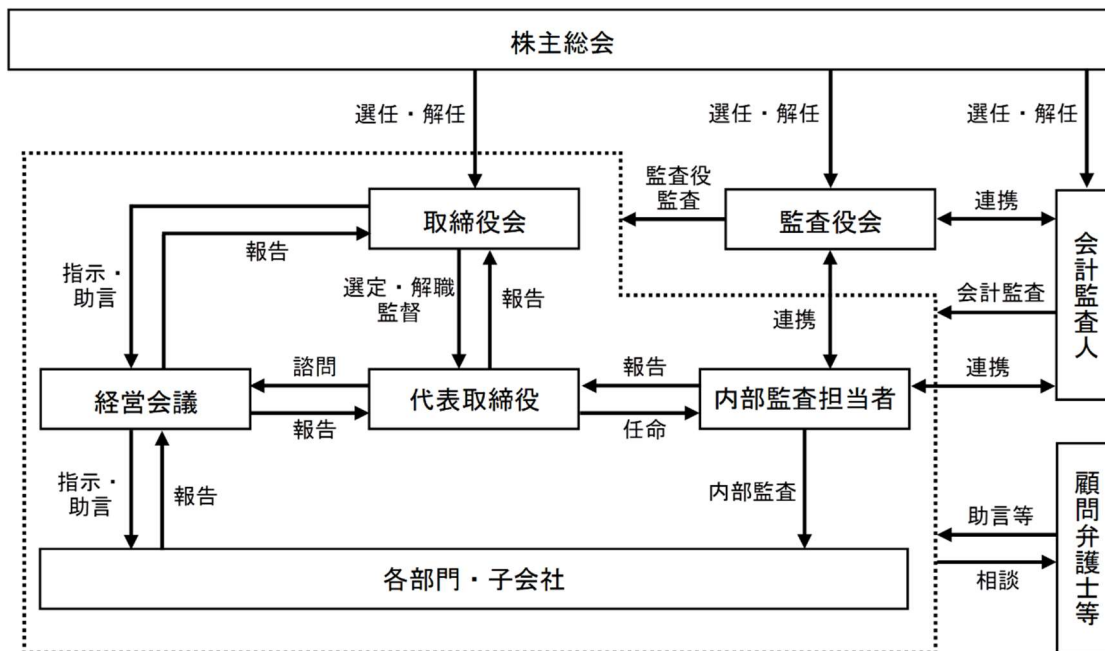 株主総会
選任・解任
選任・解任
選任・解任
監査役
監査
取締役会
監査役会
連携
会計監査人
報告
指示・
助言
選定・解職
監督
報告
連携
会計監査
諮問
報告
連携
経営会議
代表取締役
内部監査担当者
報告
任命
指示・
助言
報告
内部監査
顧問弁護士等
助言等
相談
各部門・子会社